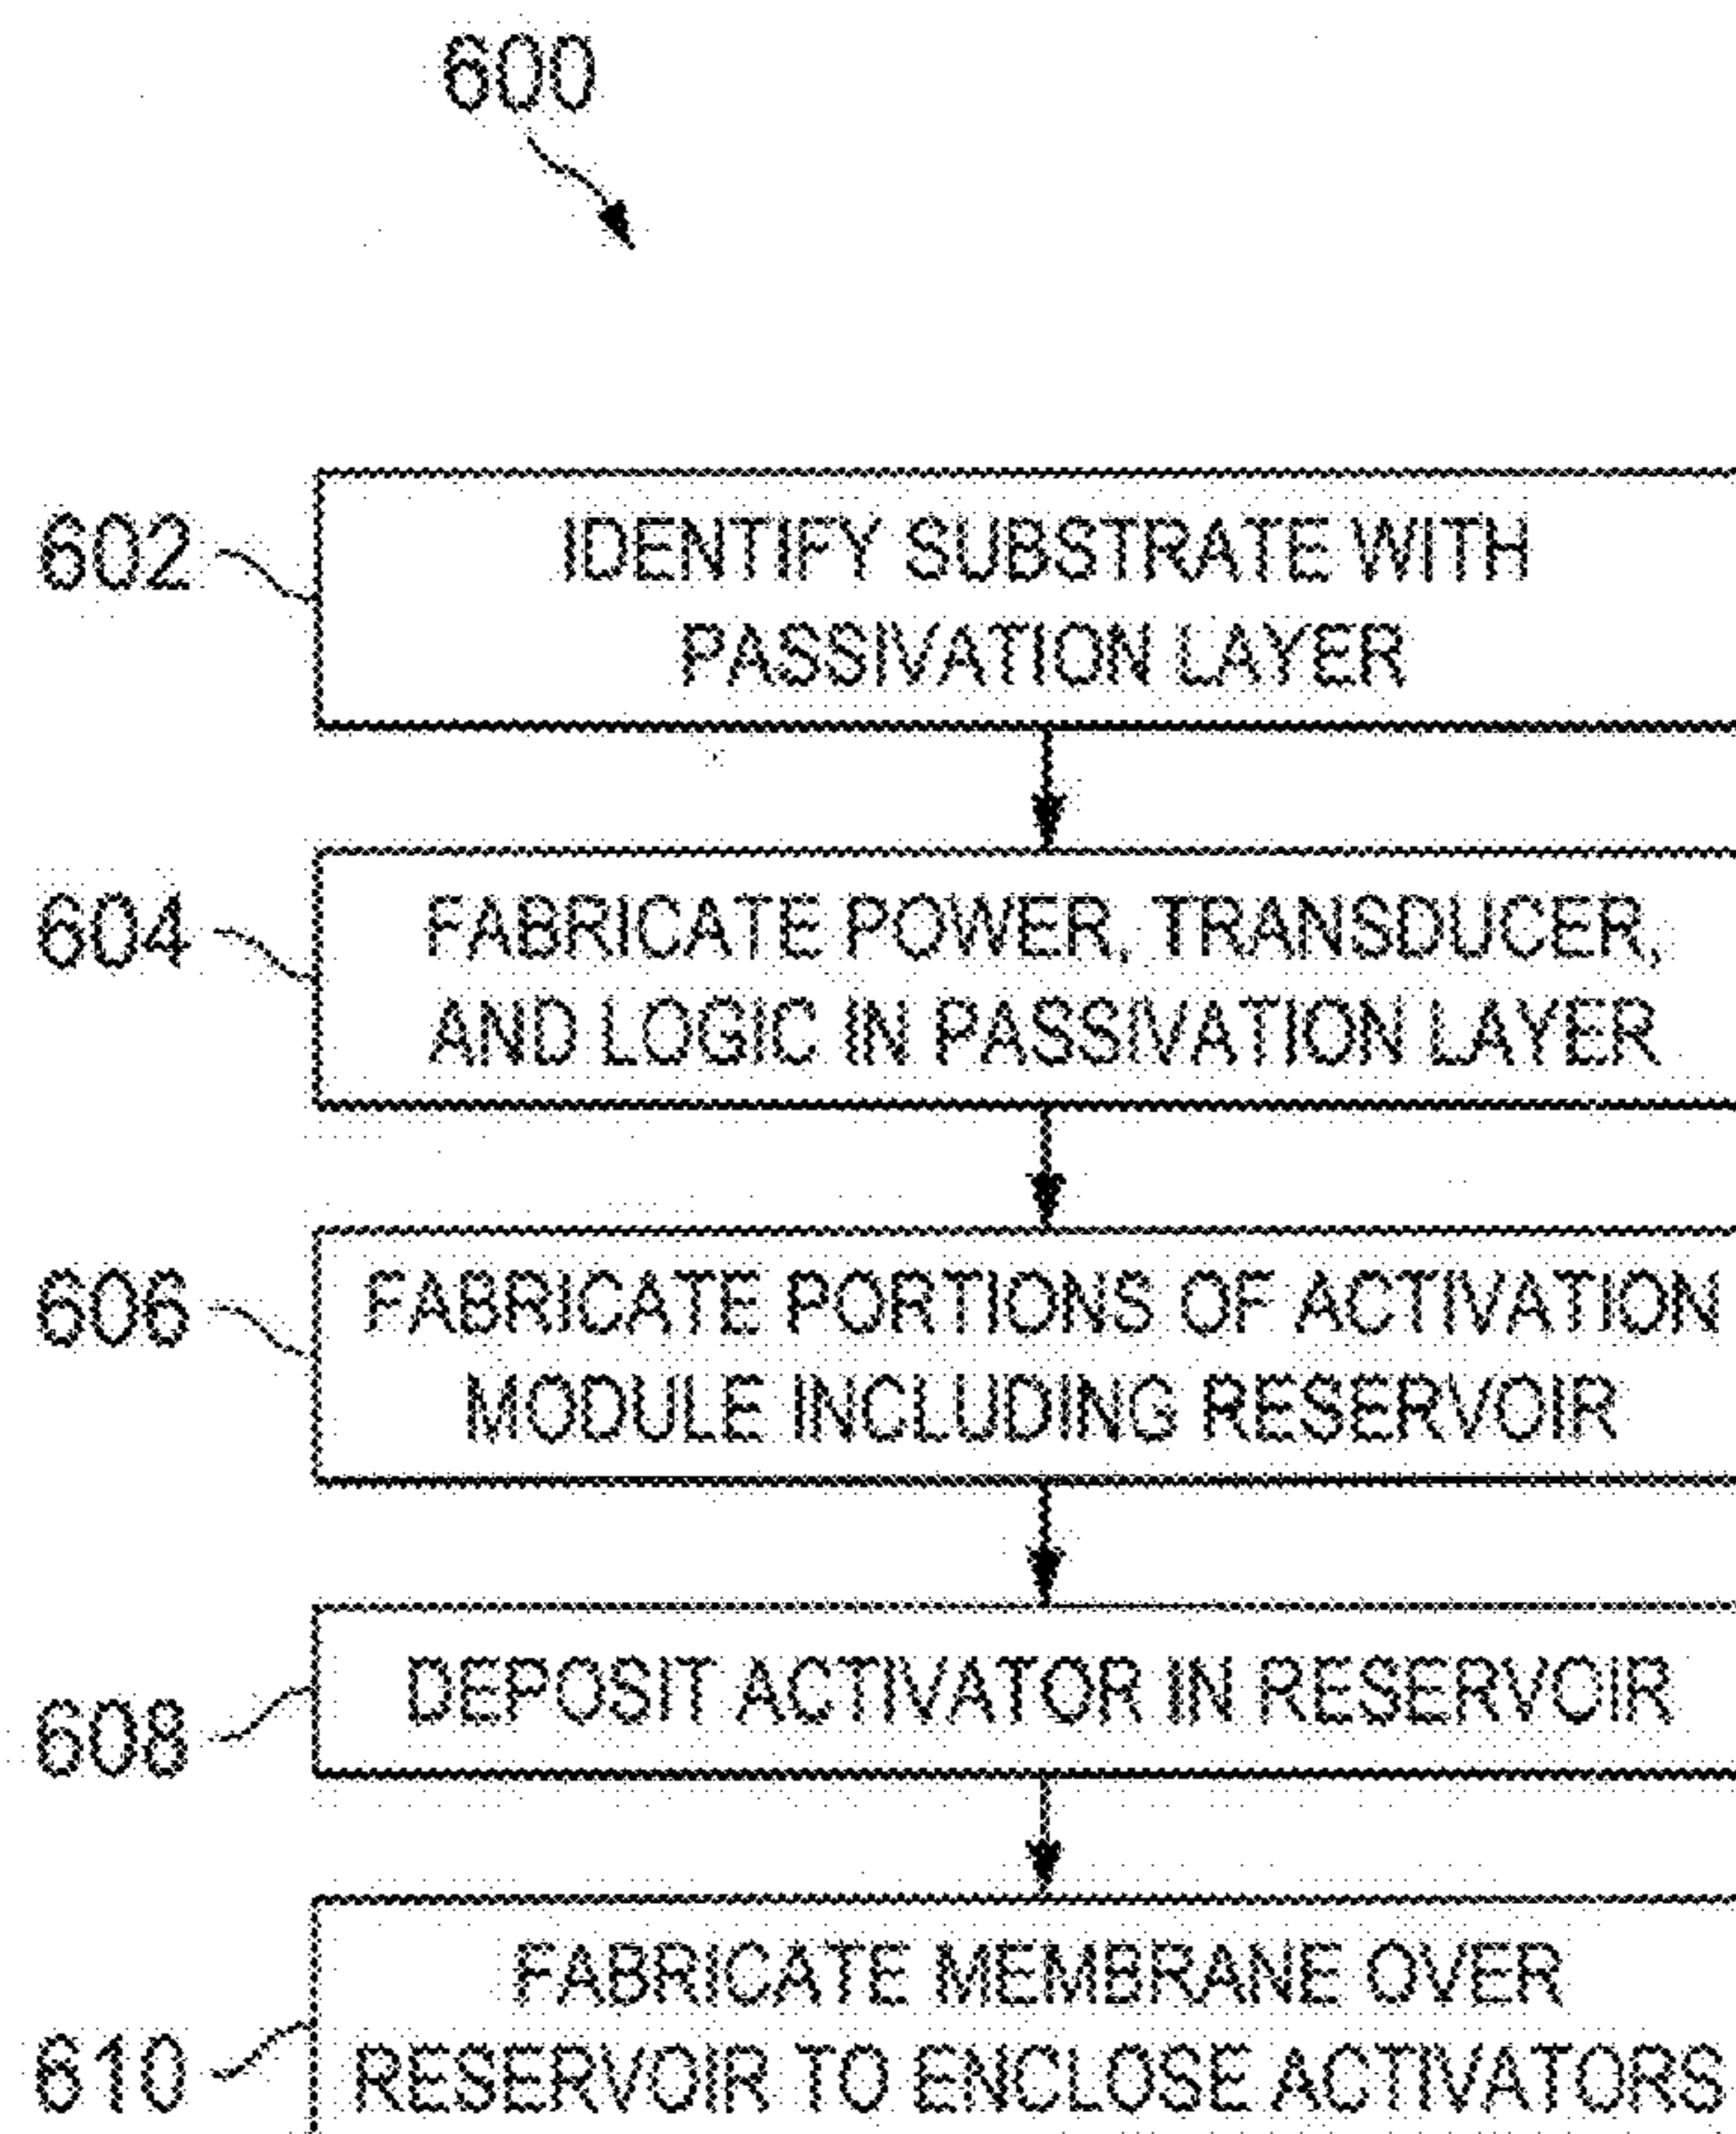 600
602
IDENTIFY SUBSTRATE WITH
PASSIVATION LAYER
604
FABRICATE POWER, TRANSDUCER,
AND LOGIC IN PASSIVATION LAYER
606
FABRICATE PORTIONS OF ACTIVATION
MODULE INCLUDING RESERVOIR
608
DEPOSIT ACTIVATOR IN RESERVOIR
610
FABRICATE MEMBRANE OVER
RESERVOIR TO ENCLOSE ACTIVATORS